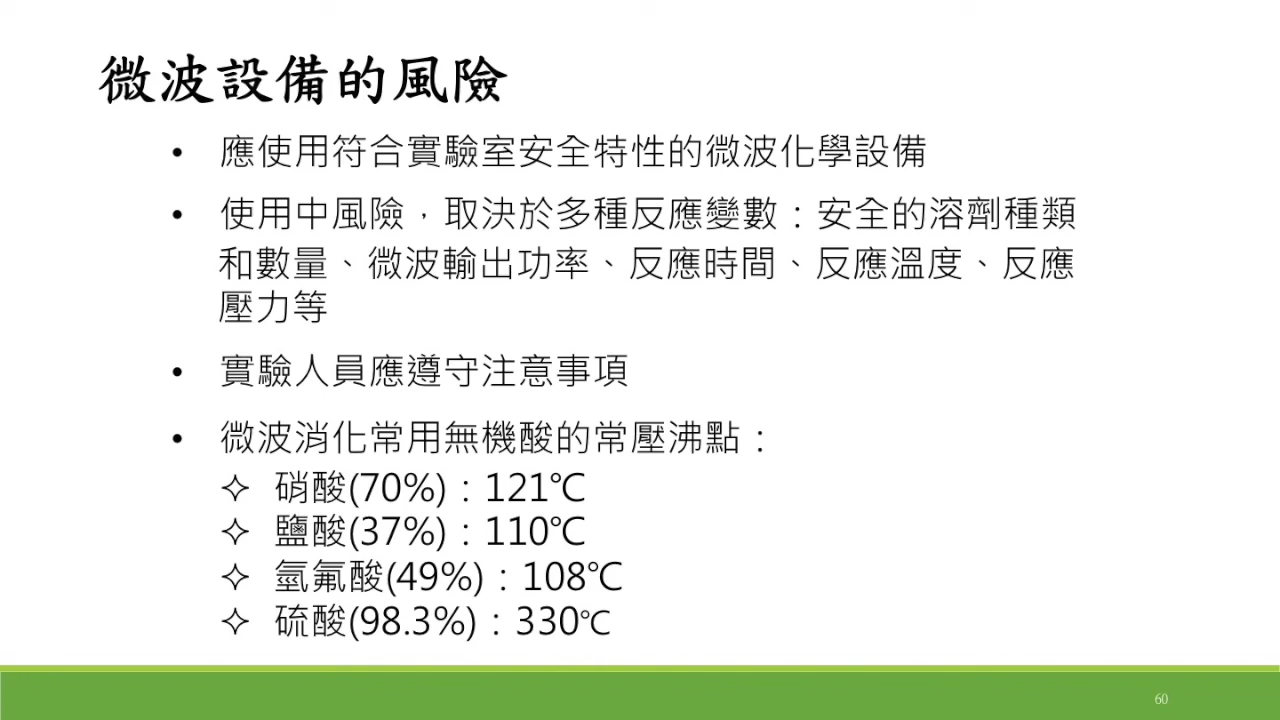 微波設備的風險
• 應使用符合實驗室安全特性的微波化學設備
• 使用中風險，取決於多種反應變數：安全的溶劑種類
和數量、微波輸出功率、反應時間、反應溫度、反應
壓力等
• 實驗人員應遵守注意事項
• 微波消化常用無機酸的常壓沸點：
✧ 硝酸(70%)：121℃
✧ 鹽酸(37%)：110℃
✧ 氫氟酸(49%)：108℃
✧ 硫酸(98.3%)：330℃
60